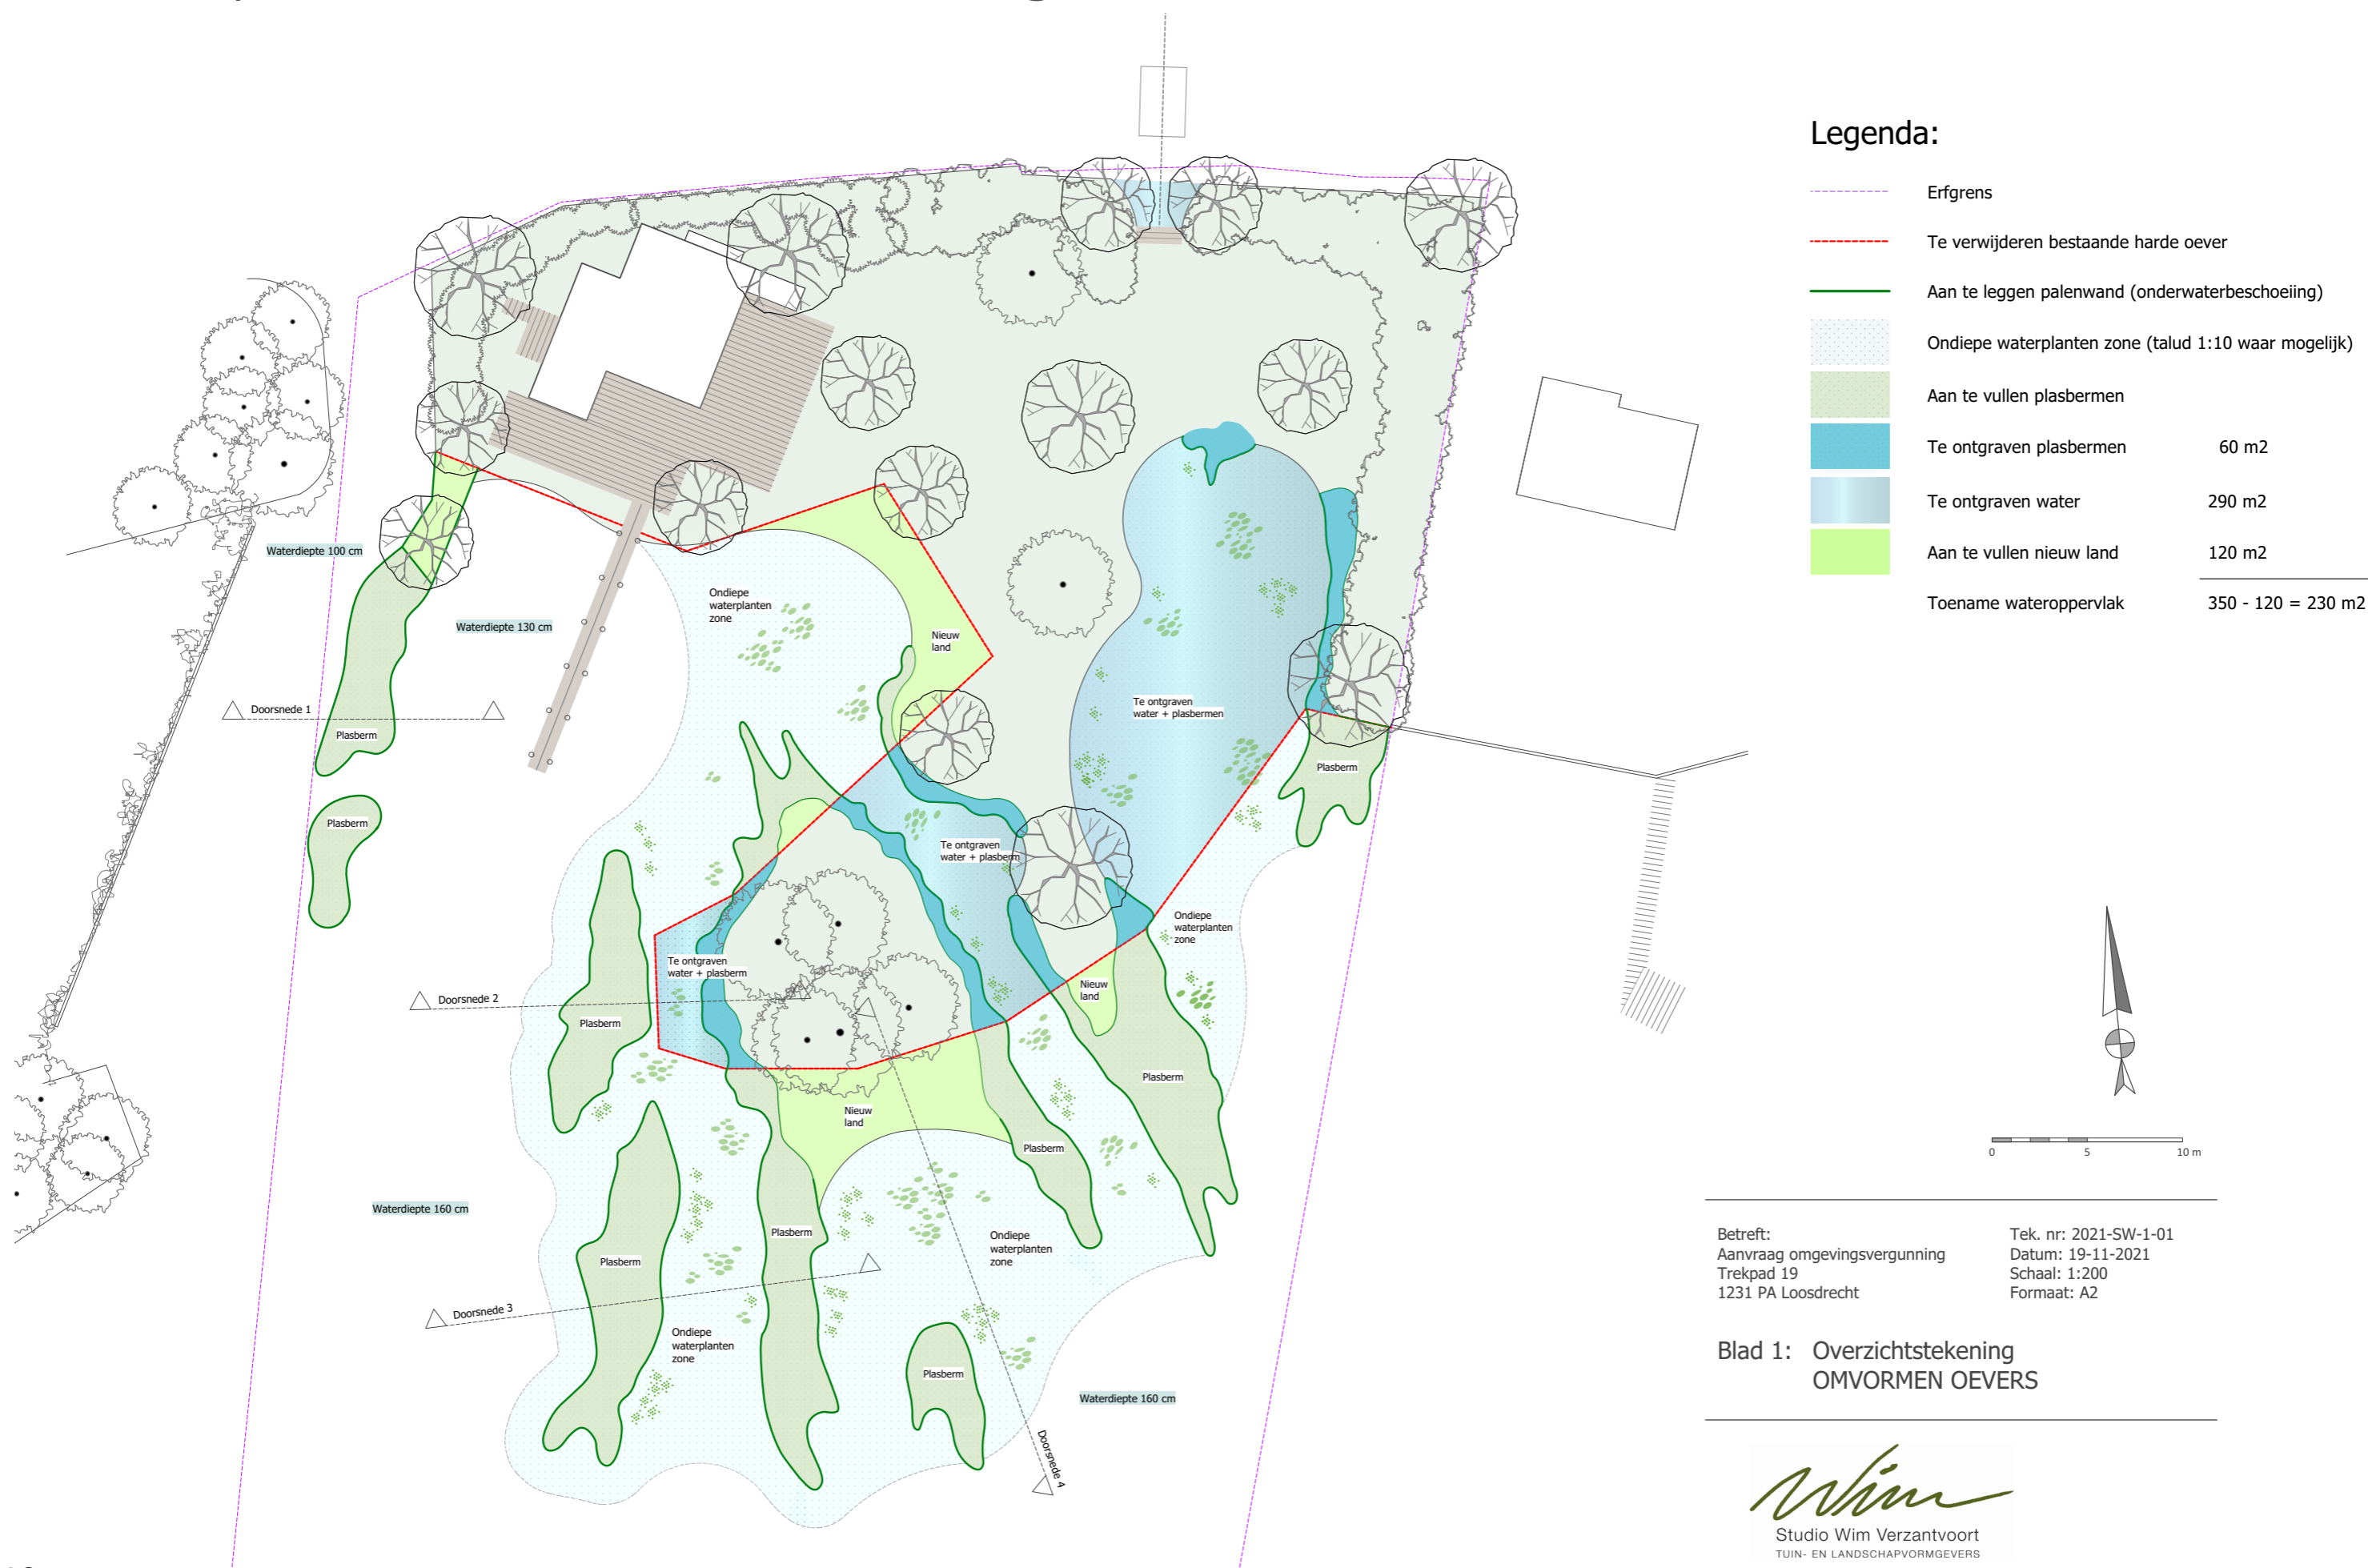 Legenda:
Erfgrens
Te verwijderen bestaande harde oever
Aan te leggen palenwand (onderwaterbeschoeiing)
Ondiepe waterplanten zone (talud 1:10 waar mogelijk)
Aan te vullen plasbermen
Te ontgraven plasbermen 60 m2
Te ontgraven water 290 m2
Aan te vullen nieuw land 120 m2
Toename wateroppervlak 350 - 120 = 230 m2
Waterdiepte 100 cm
Waterdiepte 130 cm
Ondiepe
waterplanten
zone
Nieuw
land
Doorsnede 1
Plasberm
Te ontgraven
water + plasbermen
Plasberm
Plasberm
Te ontgraven
water + plasberm
Ondiepe
waterplanten
zone
Te ontgraven
water + plasberm
Doorsnede 2
Nieuw
land
Plasberm
Plasberm
Nieuw
land
Plasberm
Waterdiepte 160 cm
Plasberm
Ondiepe
waterplanten
zone
Plasberm
Doorsnede 3
Ondiepe
waterplanten
zone
Plasberm
Waterdiepte 160 cm
Doorsnede 4
0 5 10 m
Betreft:
Aanvraag omgevingsvergunning
Trekpad 19
1231 PA Loosdrecht
Tek. nr: 2021-SW-1-01
Datum: 19-11-2021
Schaal: 1:200
Formaat: A2
Blad 1: Overzichtstekening
OMVORMEN OEVERS
Wim
Studio Wim Verzantvoort
TUIN- EN LANDSCHAPVORMGEVERS